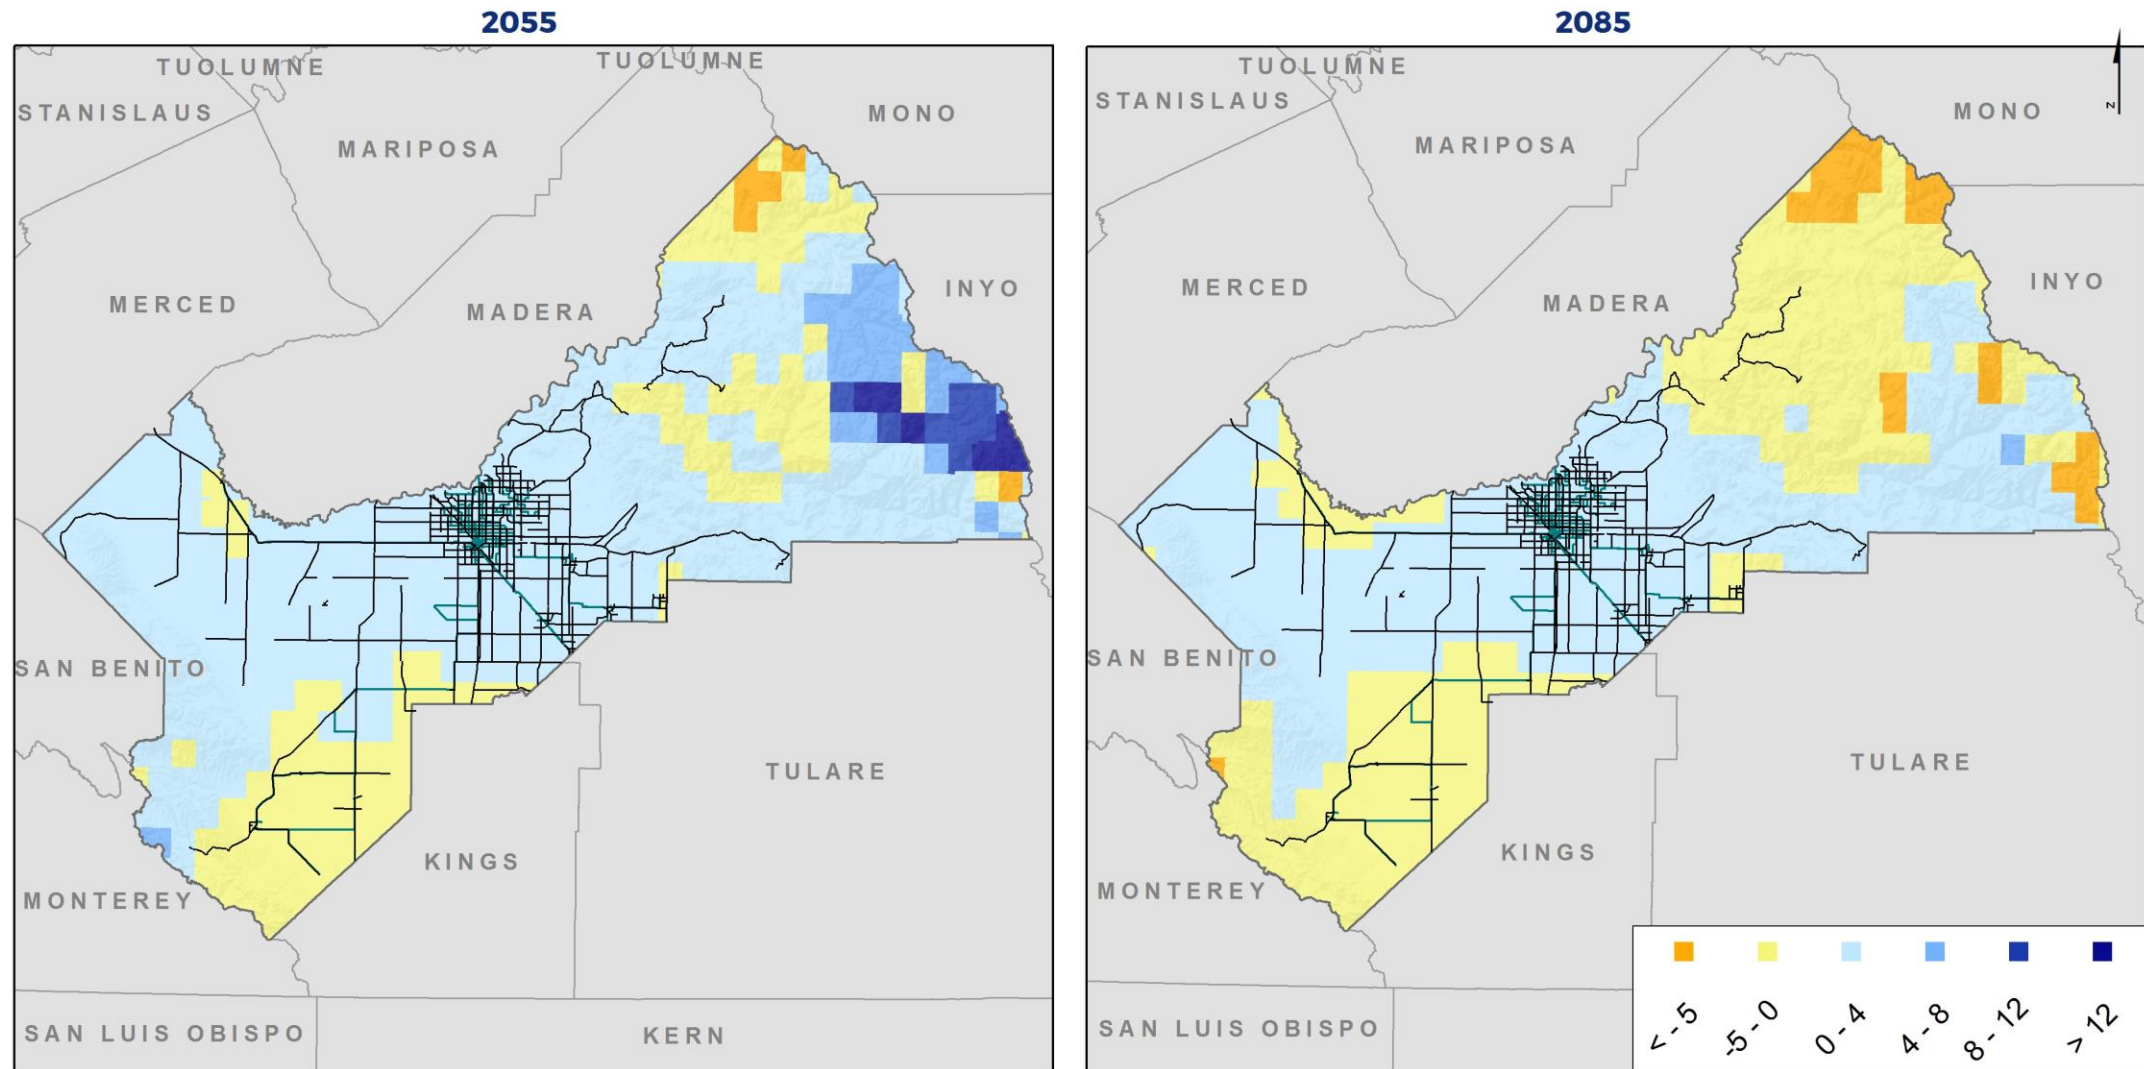 2055
TUOLUMNE
TUOLUMNE
STANISLAUS
MONO
MARIPOSA
MERCED
MADERA
INYO
SAN BENITO
TULARE
KINGS
MONTEREY
SAN LUIS OBISPO
KERN
2085
TUOLUMNE
STANISLAUS
MONO
MARIPOSA
MERCED
MADERA
INYO
SAN BENITO
TULARE
KINGS
MONTEREY
SAN LUIS OBISPO
N
< -5
-5 - 0
0 - 4
4 - 8
8 - 12
> 12